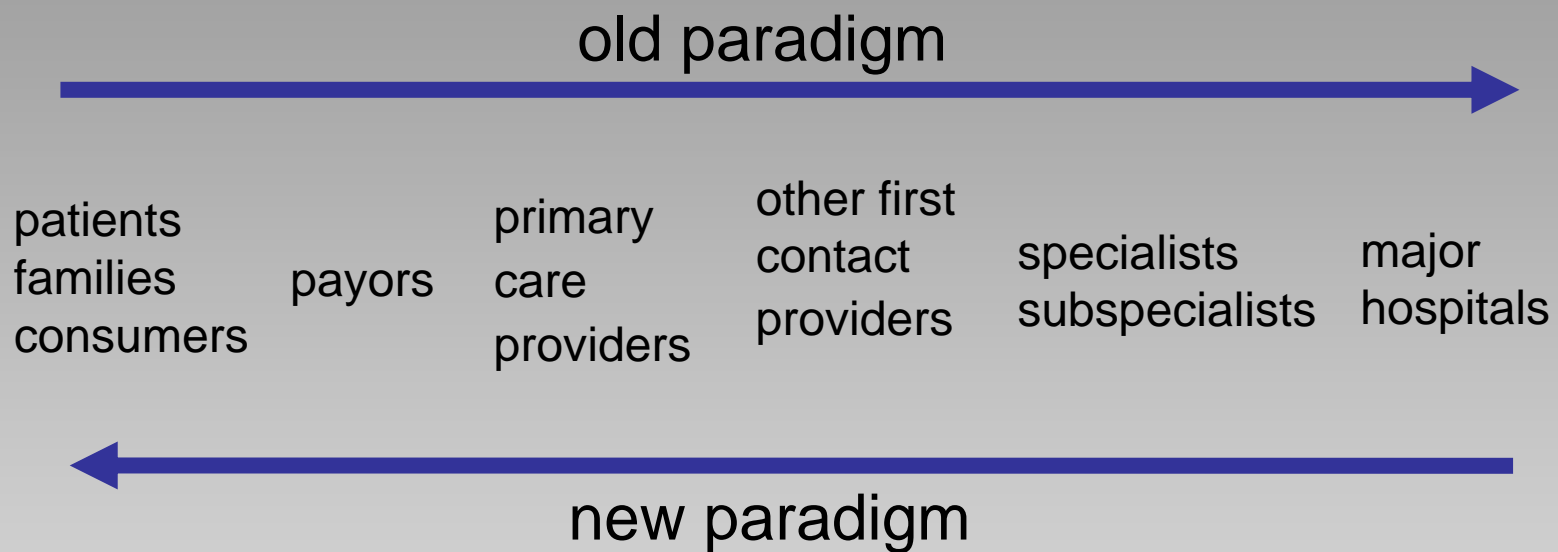 old paradigm
patients
families
consumers
payors
primary
care
providers
other first
contact
providers
specialists
subspecialists
major
hospitals
new paradigm